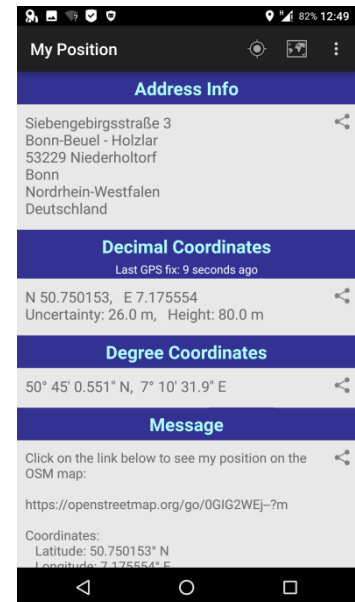 82% 12:49
My Position
Address Info
Siebengebirgsstraße 3
Bonn-Beuel - Holzlar
53229 Niederholtorf
Bonn
Nordrhein-Westfalen
Deutschland
Decimal Coordinates
Last GPS fix: 9 seconds ago
N 50.750153, E 7.175554
Uncertainty: 26.0 m, Height: 80.0 m
Degree Coordinates
50° 45' 0.551" N, 7° 10' 31.9" E
Message
Click on the link below to see my position on the
OSM map:
https://openstreetmap.org/go/0GIG2WEj--?m
Coordinates:
Latitude: 50.750153° N
Longitude: 7.175554° E